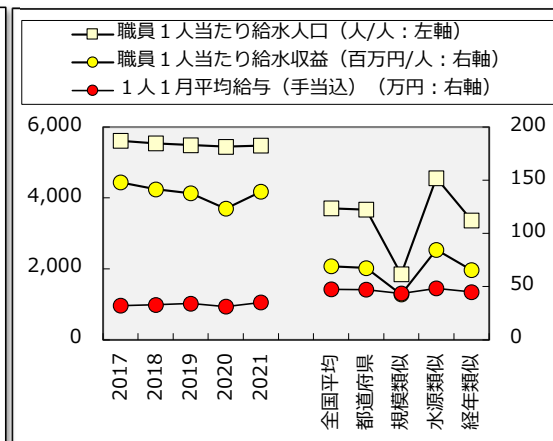 職員１人当たり給水人口（人/人：左軸）
職員１人当たり給水収益（百万円/人：右軸）
１人１月平均給与（手当込）（万円：右軸）
6,000
4,000
2,000
0
200
150
100
50
0
2017
2018
2019
2020
2021
全国平均
都道府県
規模類似
水源類似
経年類似